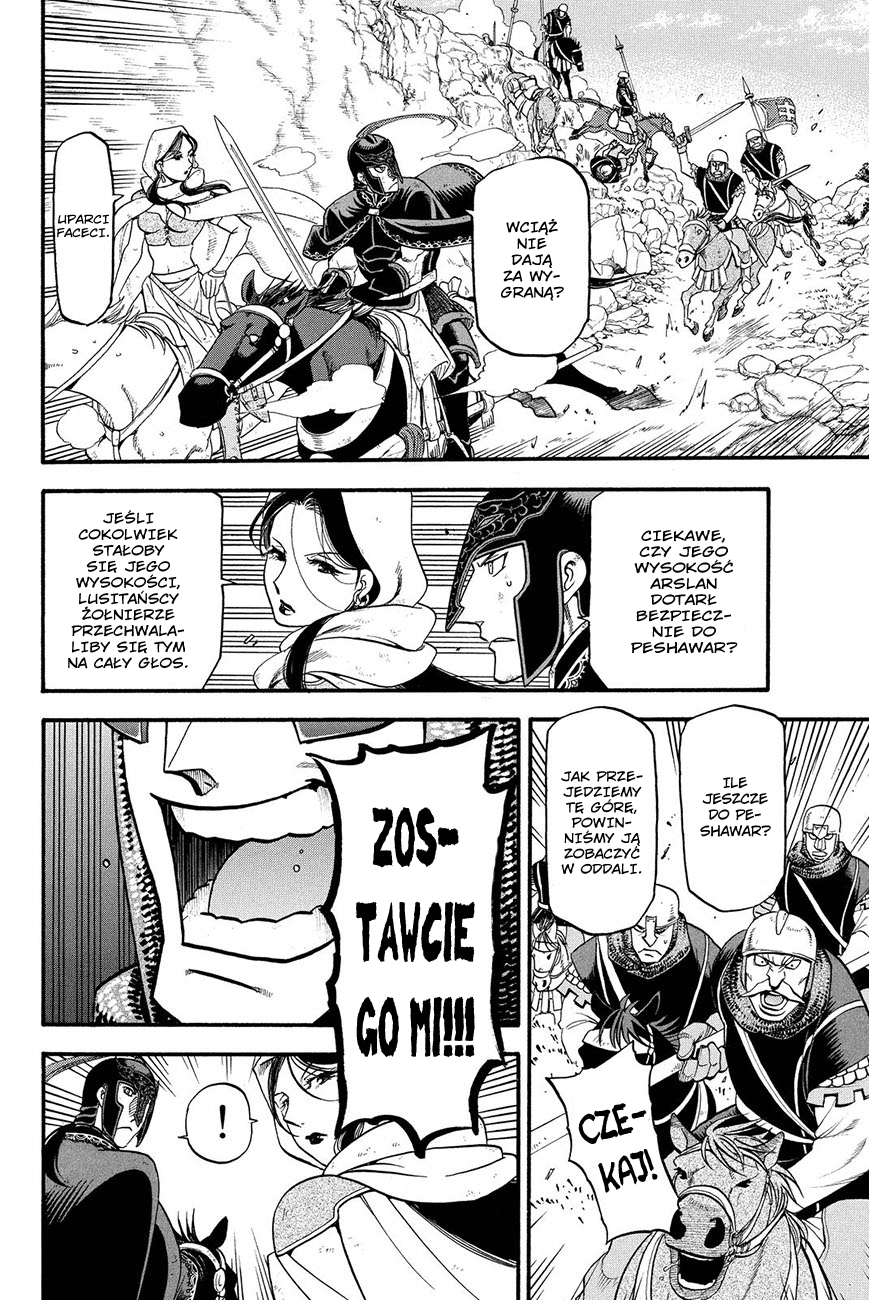 WCIĄŻ
NIE
DAJĄ
ZA WY-
GRANĄ?
UPARCI
FACECI.
CIEKAWE,
CZY JEGO
WYSOKOŚĆ
ARSLAN
DOTARŁ
BEZPIECZ-
NIE DO
PESHAWAR?
JEŚLI
COKOLWIEK
STAŁOBY
SIĘ JEGO
WYSOKOŚCI,
LUSITAŃSCY
ŻOŁNIERZE
PRZECHWALA-
LIBY SIĘ TYM
NA CAŁY GŁOS.
ILE
JESZCZE
DO PE-
SHAWAR?
JAK PRZE-
JEDZIEMY
TĘ GÓRĘ,
POWIN-
NIŚMY JĄ
ZOBACZYĆ
W ODDALI.
CZE-
KAJ!
ZOS-
TAWCIE
GO MI!!!
!